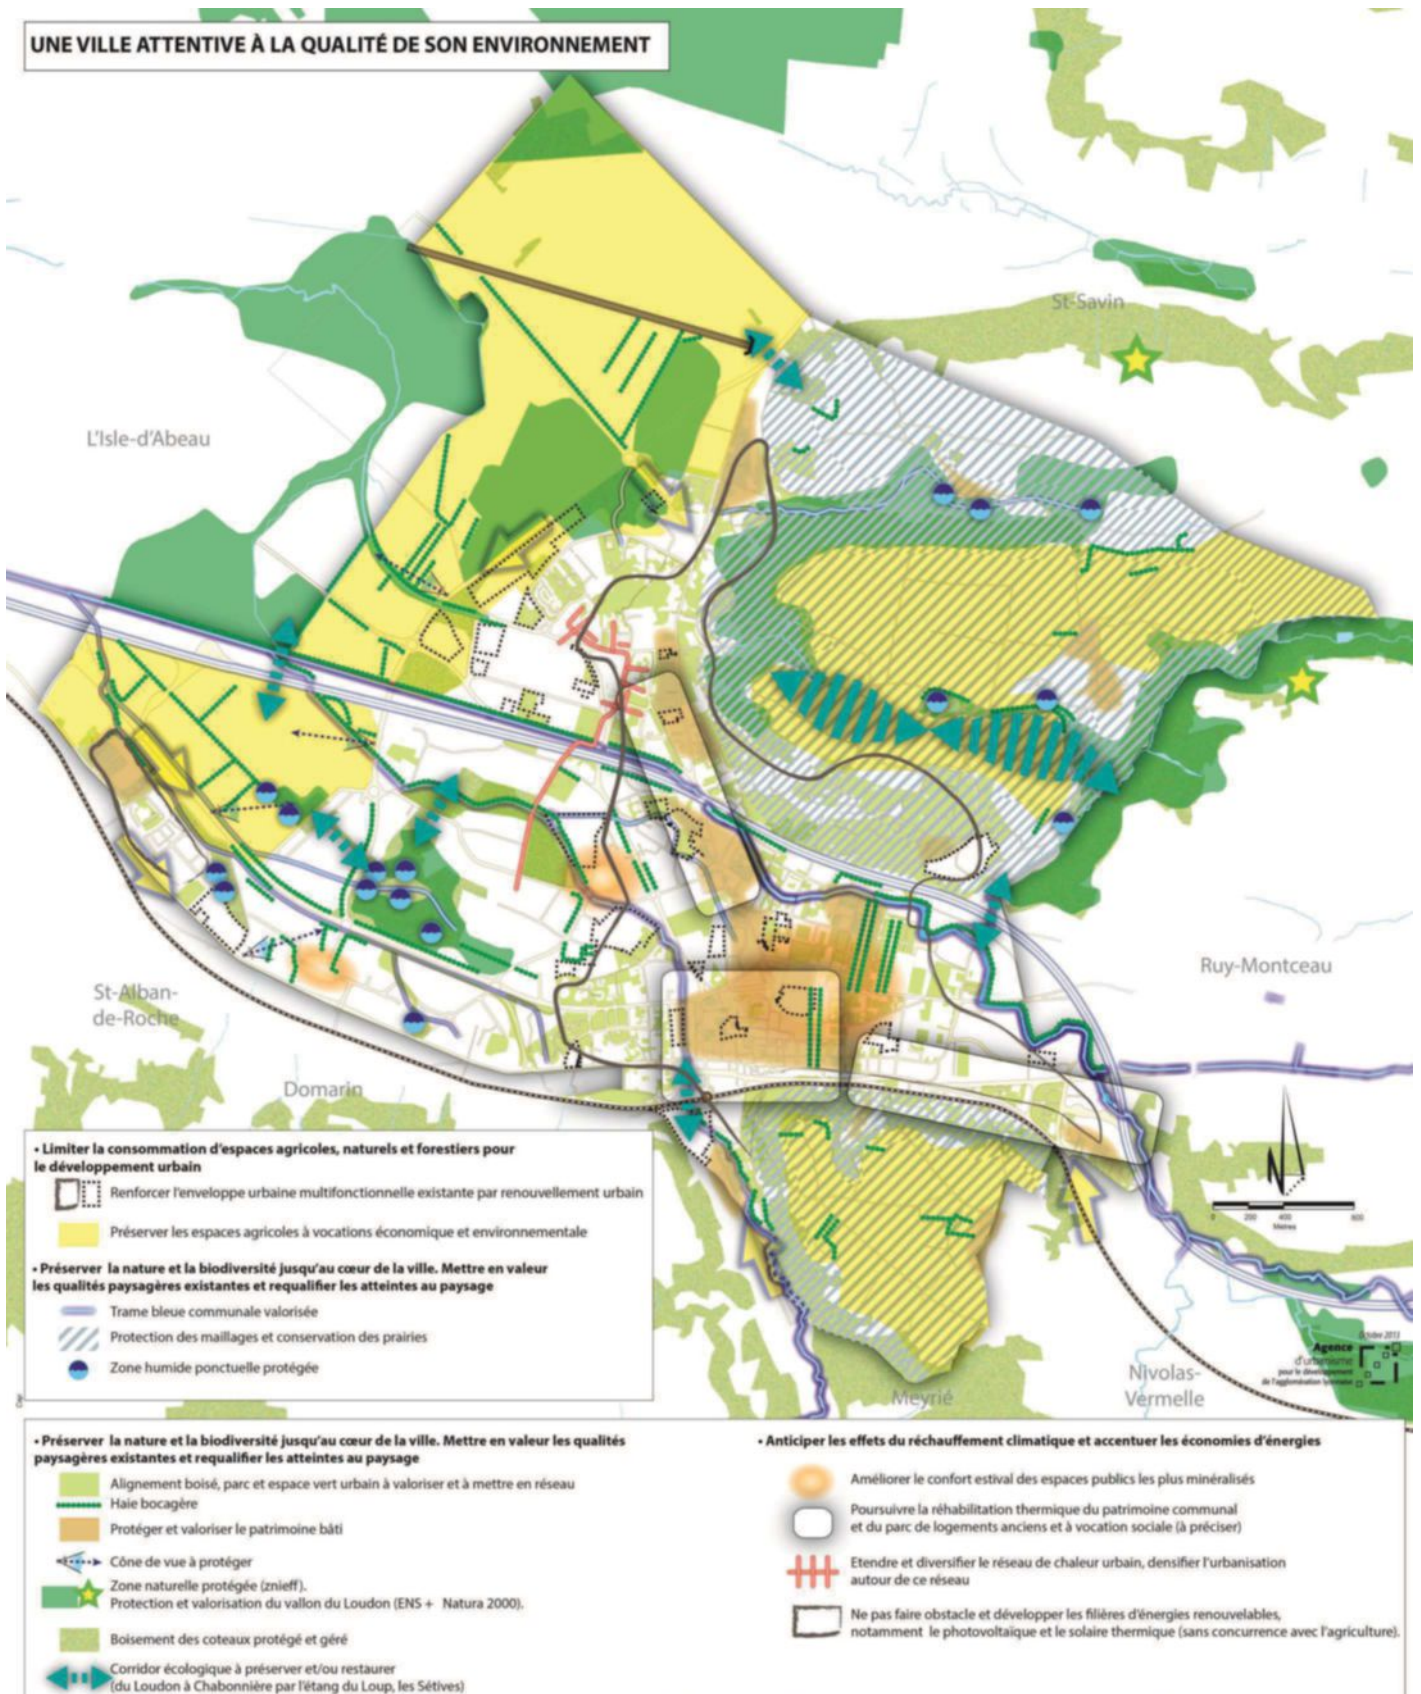 UNE VILLE ATTENTIVE À LA QUALITÉ DE SON ENVIRONNEMENT
St-Savin
L'Isle-d'Abeau
Ruy-Montceau
St-Alban-
de-Roche
Domarin
Meyrié
Nivolas-
Vermelle
N
0 200 400 600
Mètres
Octobre 2013
Agence
d'urbanisme
pour le développement
de l'agglomération lyonnaise
• Limiter la consommation d'espaces agricoles, naturels et forestiers pour
le développement urbain
Renforcer l'enveloppe urbaine multifonctionnelle existante par renouvellement urbain
Préserver les espaces agricoles à vocations économique et environnementale
• Préserver la nature et la biodiversité jusqu'au cœur de la ville. Mettre en valeur
les qualités paysagères existantes et requalifier les atteintes au paysage
Trame bleue communale valorisée
Protection des maillages et conservation des prairies
Zone humide ponctuelle protégée
• Préserver la nature et la biodiversité jusqu'au cœur de la ville. Mettre en valeur les qualités
paysagères existantes et requalifier les atteintes au paysage
Alignement boisé, parc et espace vert urbain à valoriser et à mettre en réseau
Haie bocagère
Protéger et valoriser le patrimoine bâti
Cône de vue à protéger
Zone naturelle protégée (znieff).
Protection et valorisation du vallon du Loudon (ENS + Natura 2000).
Boisement des coteaux protégé et géré
Corridor écologique à préserver et/ou restaurer
(du Loudon à Chabonnière par l'étang du Loup, les Sétives)
• Anticiper les effets du réchauffement climatique et accentuer les économies d'énergies
Améliorer le confort estival des espaces publics les plus minéralisés
Poursuivre la réhabilitation thermique du patrimoine communal
et du parc de logements anciens et à vocation sociale (à préciser)
Etendre et diversifier le réseau de chaleur urbain, densifier l'urbanisation
autour de ce réseau
Ne pas faire obstacle et développer les filières d'énergies renouvelables,
notamment le photovoltaïque et le solaire thermique (sans concurrence avec l'agriculture).